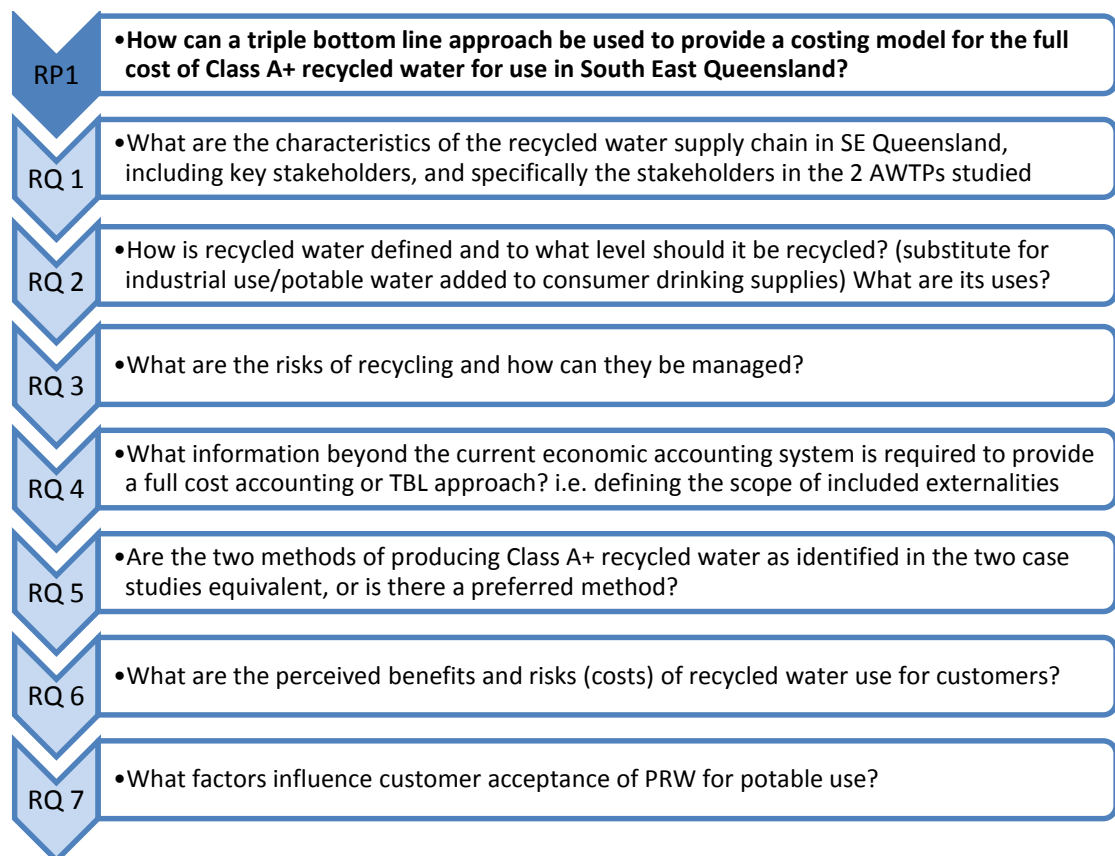 RP1
•How can a triple bottom line approach be used to provide a costing model for the full
cost of Class A+ recycled water for use in South East Queensland?
RQ 1
•What are the characteristics of the recycled water supply chain in SE Queensland,
including key stakeholders, and specifically the stakeholders in the 2 AWTPs studied
RQ 2
•How is recycled water defined and to what level should it be recycled? (substitute for
industrial use/potable water added to consumer drinking supplies) What are its uses?
RQ 3
•What are the risks of recycling and how can they be managed?
RQ 4
•What information beyond the current economic accounting system is required to provide
a full cost accounting or TBL approach? i.e. defining the scope of included externalities
RQ 5
•Are the two methods of producing Class A+ recycled water as identified in the two case
studies equivalent, or is there a preferred method?
RQ 6
•What are the perceived benefits and risks (costs) of recycled water use for customers?
RQ 7
•What factors influence customer acceptance of PRW for potable use?